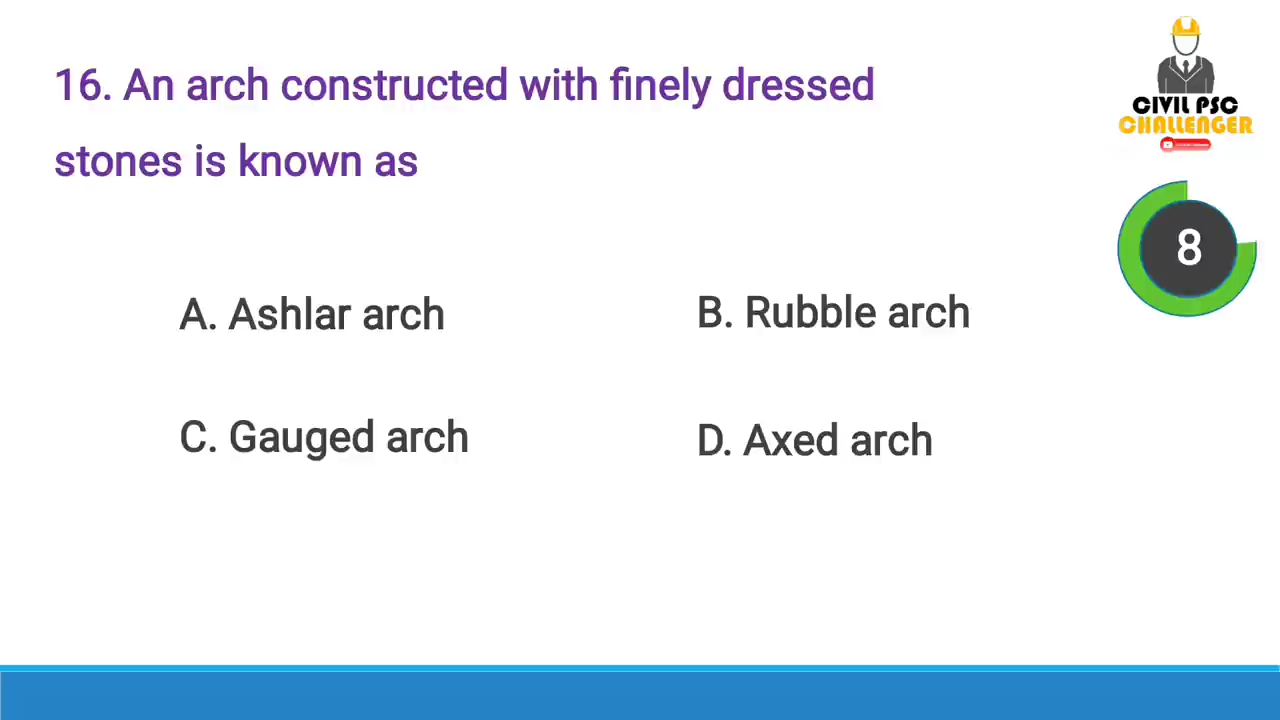 16. An arch constructed with finely dressed
stones is known as
A. Ashlar arch
B. Rubble arch
C. Gauged arch
D. Axed arch
CIVIL PSC
CHALLENGER
8